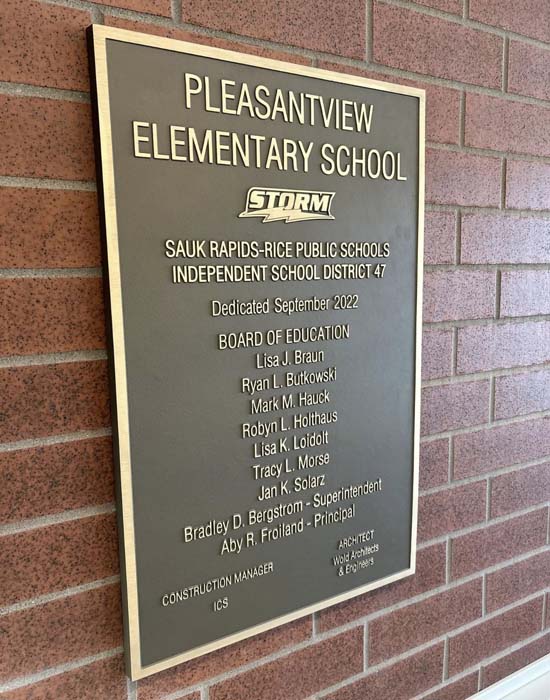 PLEASANTVIEW
ELEMENTARY SCHOOL
STORM
SAUK RAPIDS-RICE PUBLIC SCHOOLS
INDEPENDENT SCHOOL DISTRICT 47
Dedicated September 2022
BOARD OF EDUCATION
Lisa J. Braun
Ryan L. Butkowski
Mark M. Hauck
Robyn L. Holthaus
Lisa K. Loidolt
Tracy L. Morse
Jan K. Solarz
Bradley D. Bergstrom - Superintendent
Aby R. Froiland - Principal
CONSTRUCTION MANAGER
ICS
ARCHITECT
Wold Architects
& Engineers